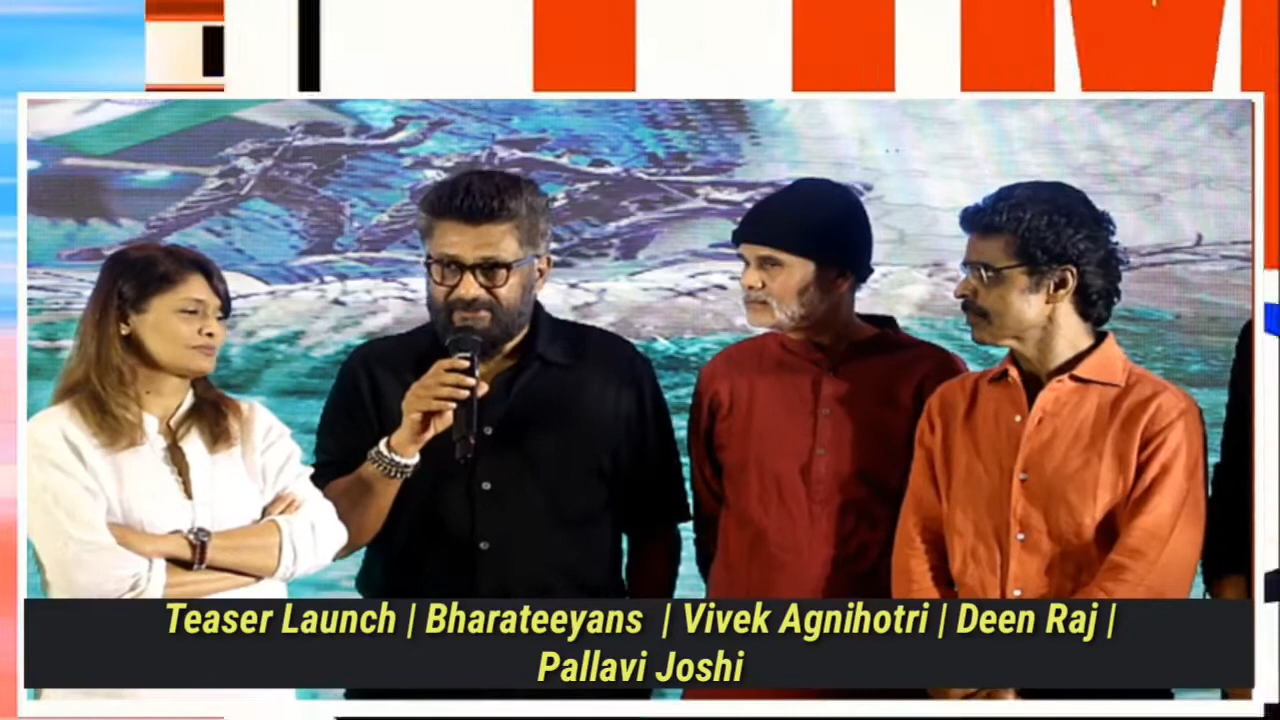 Teaser Launch | Bharateeyans | Vivek Agnihotri | Deen Raj |
Pallavi Joshi